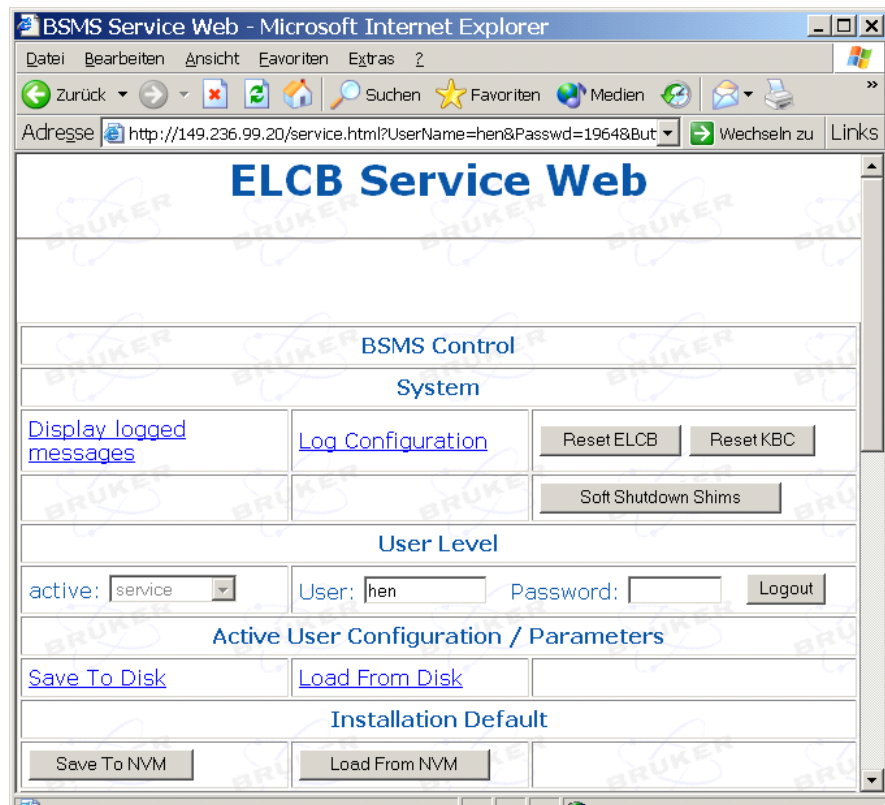 BSMS Service Web - Microsoft Internet Explorer
Datei Bearbeiten Ansicht Favoriten Extras ?
Zurück Suchen Favoriten Medien »
Adresse http://149.236.99.20/service.html?UserName=hen&Passwd=1964&But Wechseln zu Links
ELCB Service Web
BSMS Control
System
Display logged
messages
Log Configuration
Reset ELCB Reset KBC
Soft Shutdown Shims
User Level
active: service User: hen Password: Logout
Active User Configuration / Parameters
Save To Disk Load From Disk
Installation Default
Save To NVM Load From NVM
BRUKER